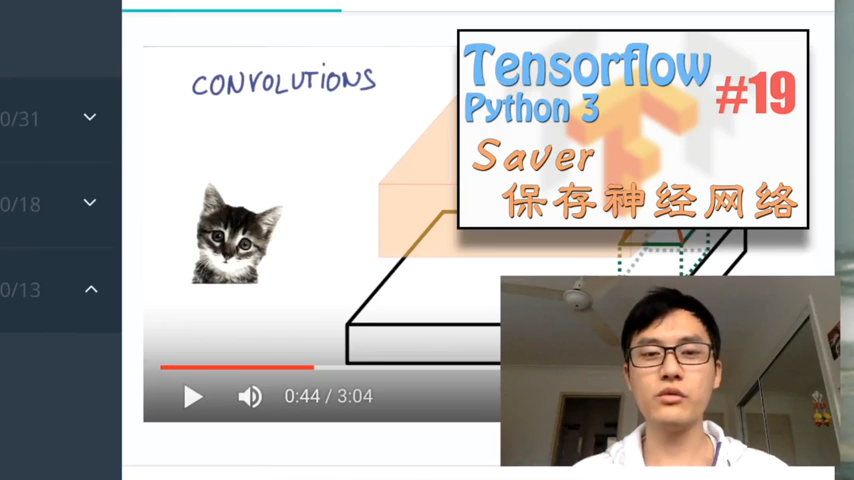 0/31
0/18
0/13
CONVOLUTIONS
0:44 / 3:04
Tensorflow
Python 3
#19
Saver
保存神经网络